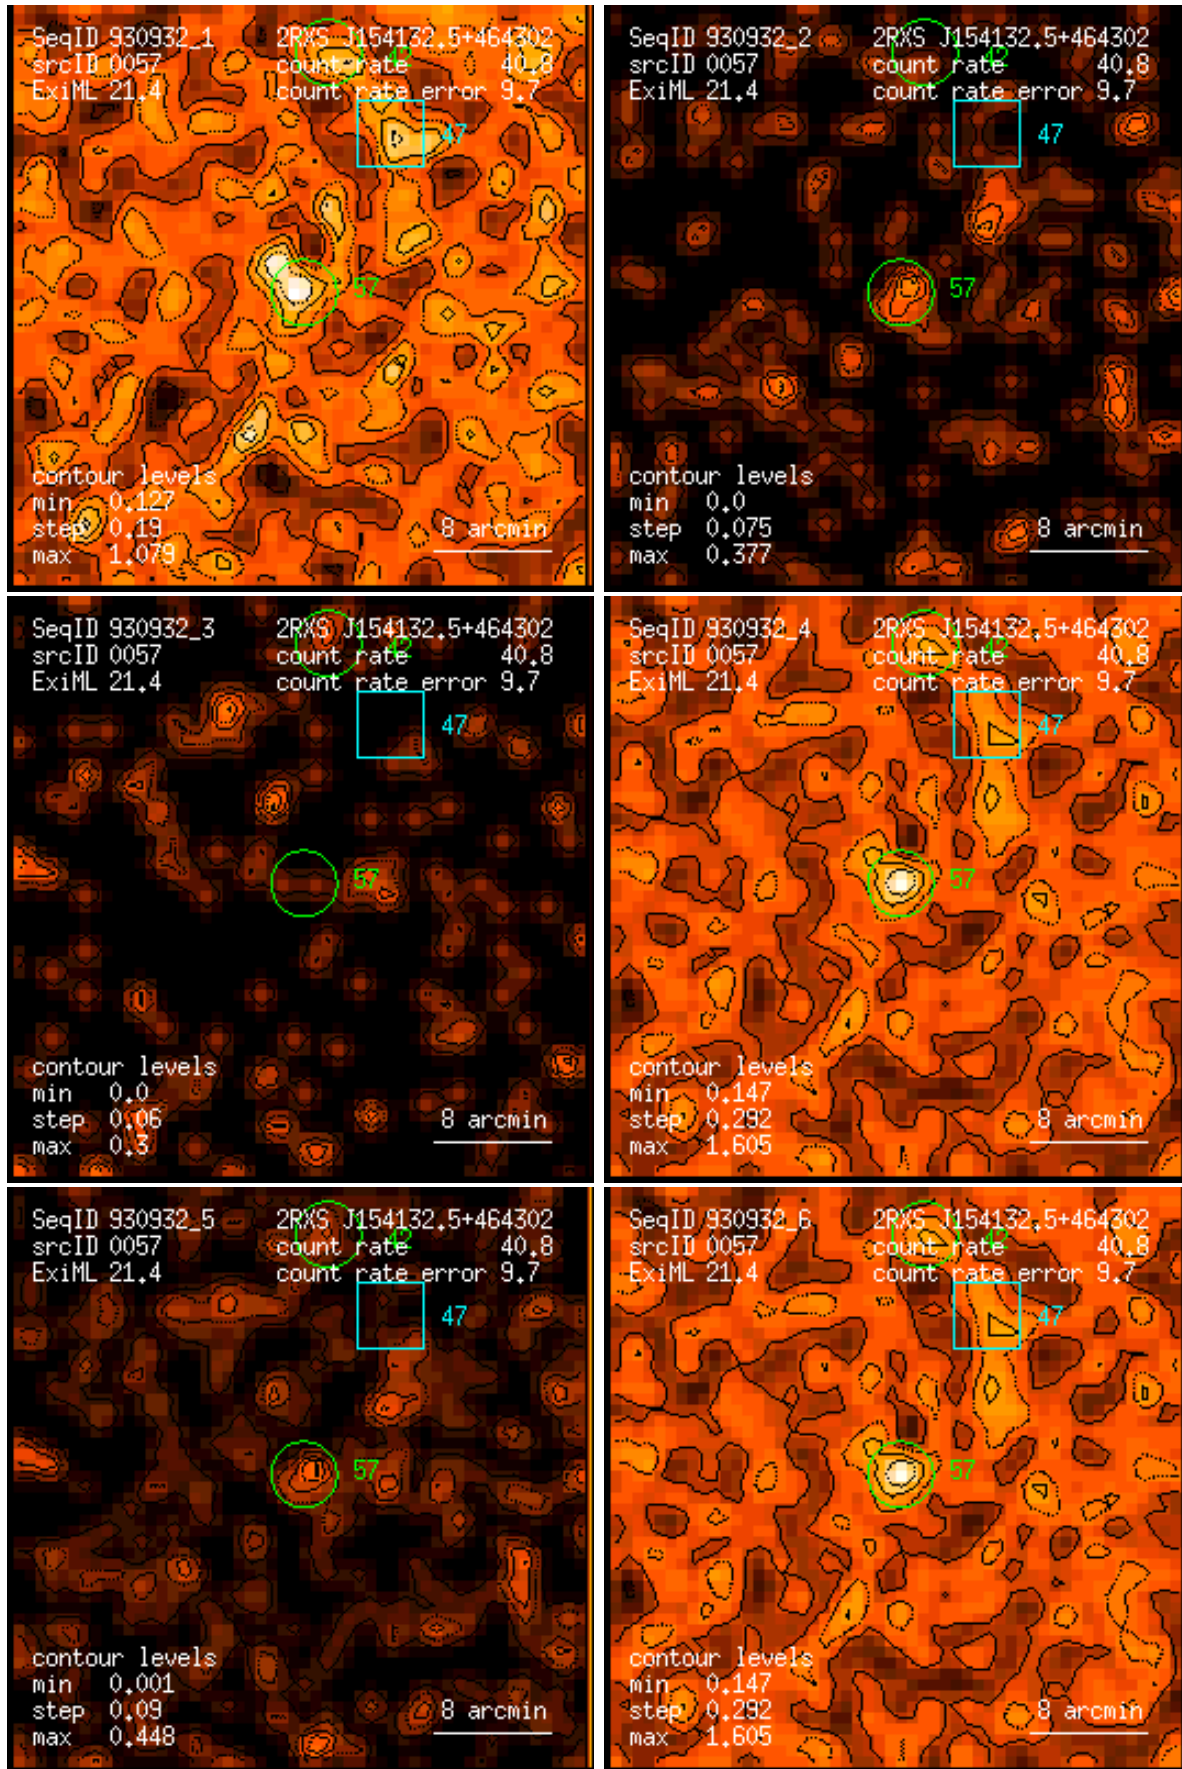 SeqID 930932_1 2RXS J154132.5+464302
srcID 0057 count rate 40.8
42
ExiML 21.4 count rate error 9.7
47
57
contour levels
min 0.127
step 0.19
max 1.079
8 arcmin
SeqID 930932_2 2RXS J154132.5+464302
srcID 0057 count rate 40.8
42
ExiML 21.4 count rate error 9.7
47
57
contour levels
min 0.0
step 0.075
max 0.377
8 arcmin
SeqID 930932_3 2RXS J154132.5+464302
srcID 0057 count rate 40.8
42
ExiML 21.4 count rate error 9.7
47
57
contour levels
min 0.0
step 0.06
max 0.3
8 arcmin
SeqID 930932_4 2RXS J154132.5+464302
srcID 0057 count rate 40.8
42
ExiML 21.4 count rate error 9.7
47
57
contour levels
min 0.147
step 0.292
max 1.605
8 arcmin
SeqID 930932_5 2RXS J154132.5+464302
srcID 0057 count rate 40.8
42
ExiML 21.4 count rate error 9.7
47
57
contour levels
min 0.001
step 0.09
max 0.448
8 arcmin
SeqID 930932_6 2RXS J154132.5+464302
srcID 0057 count rate 40.8
42
ExiML 21.4 count rate error 9.7
47
57
contour levels
min 0.147
step 0.292
max 1.605
8 arcmin